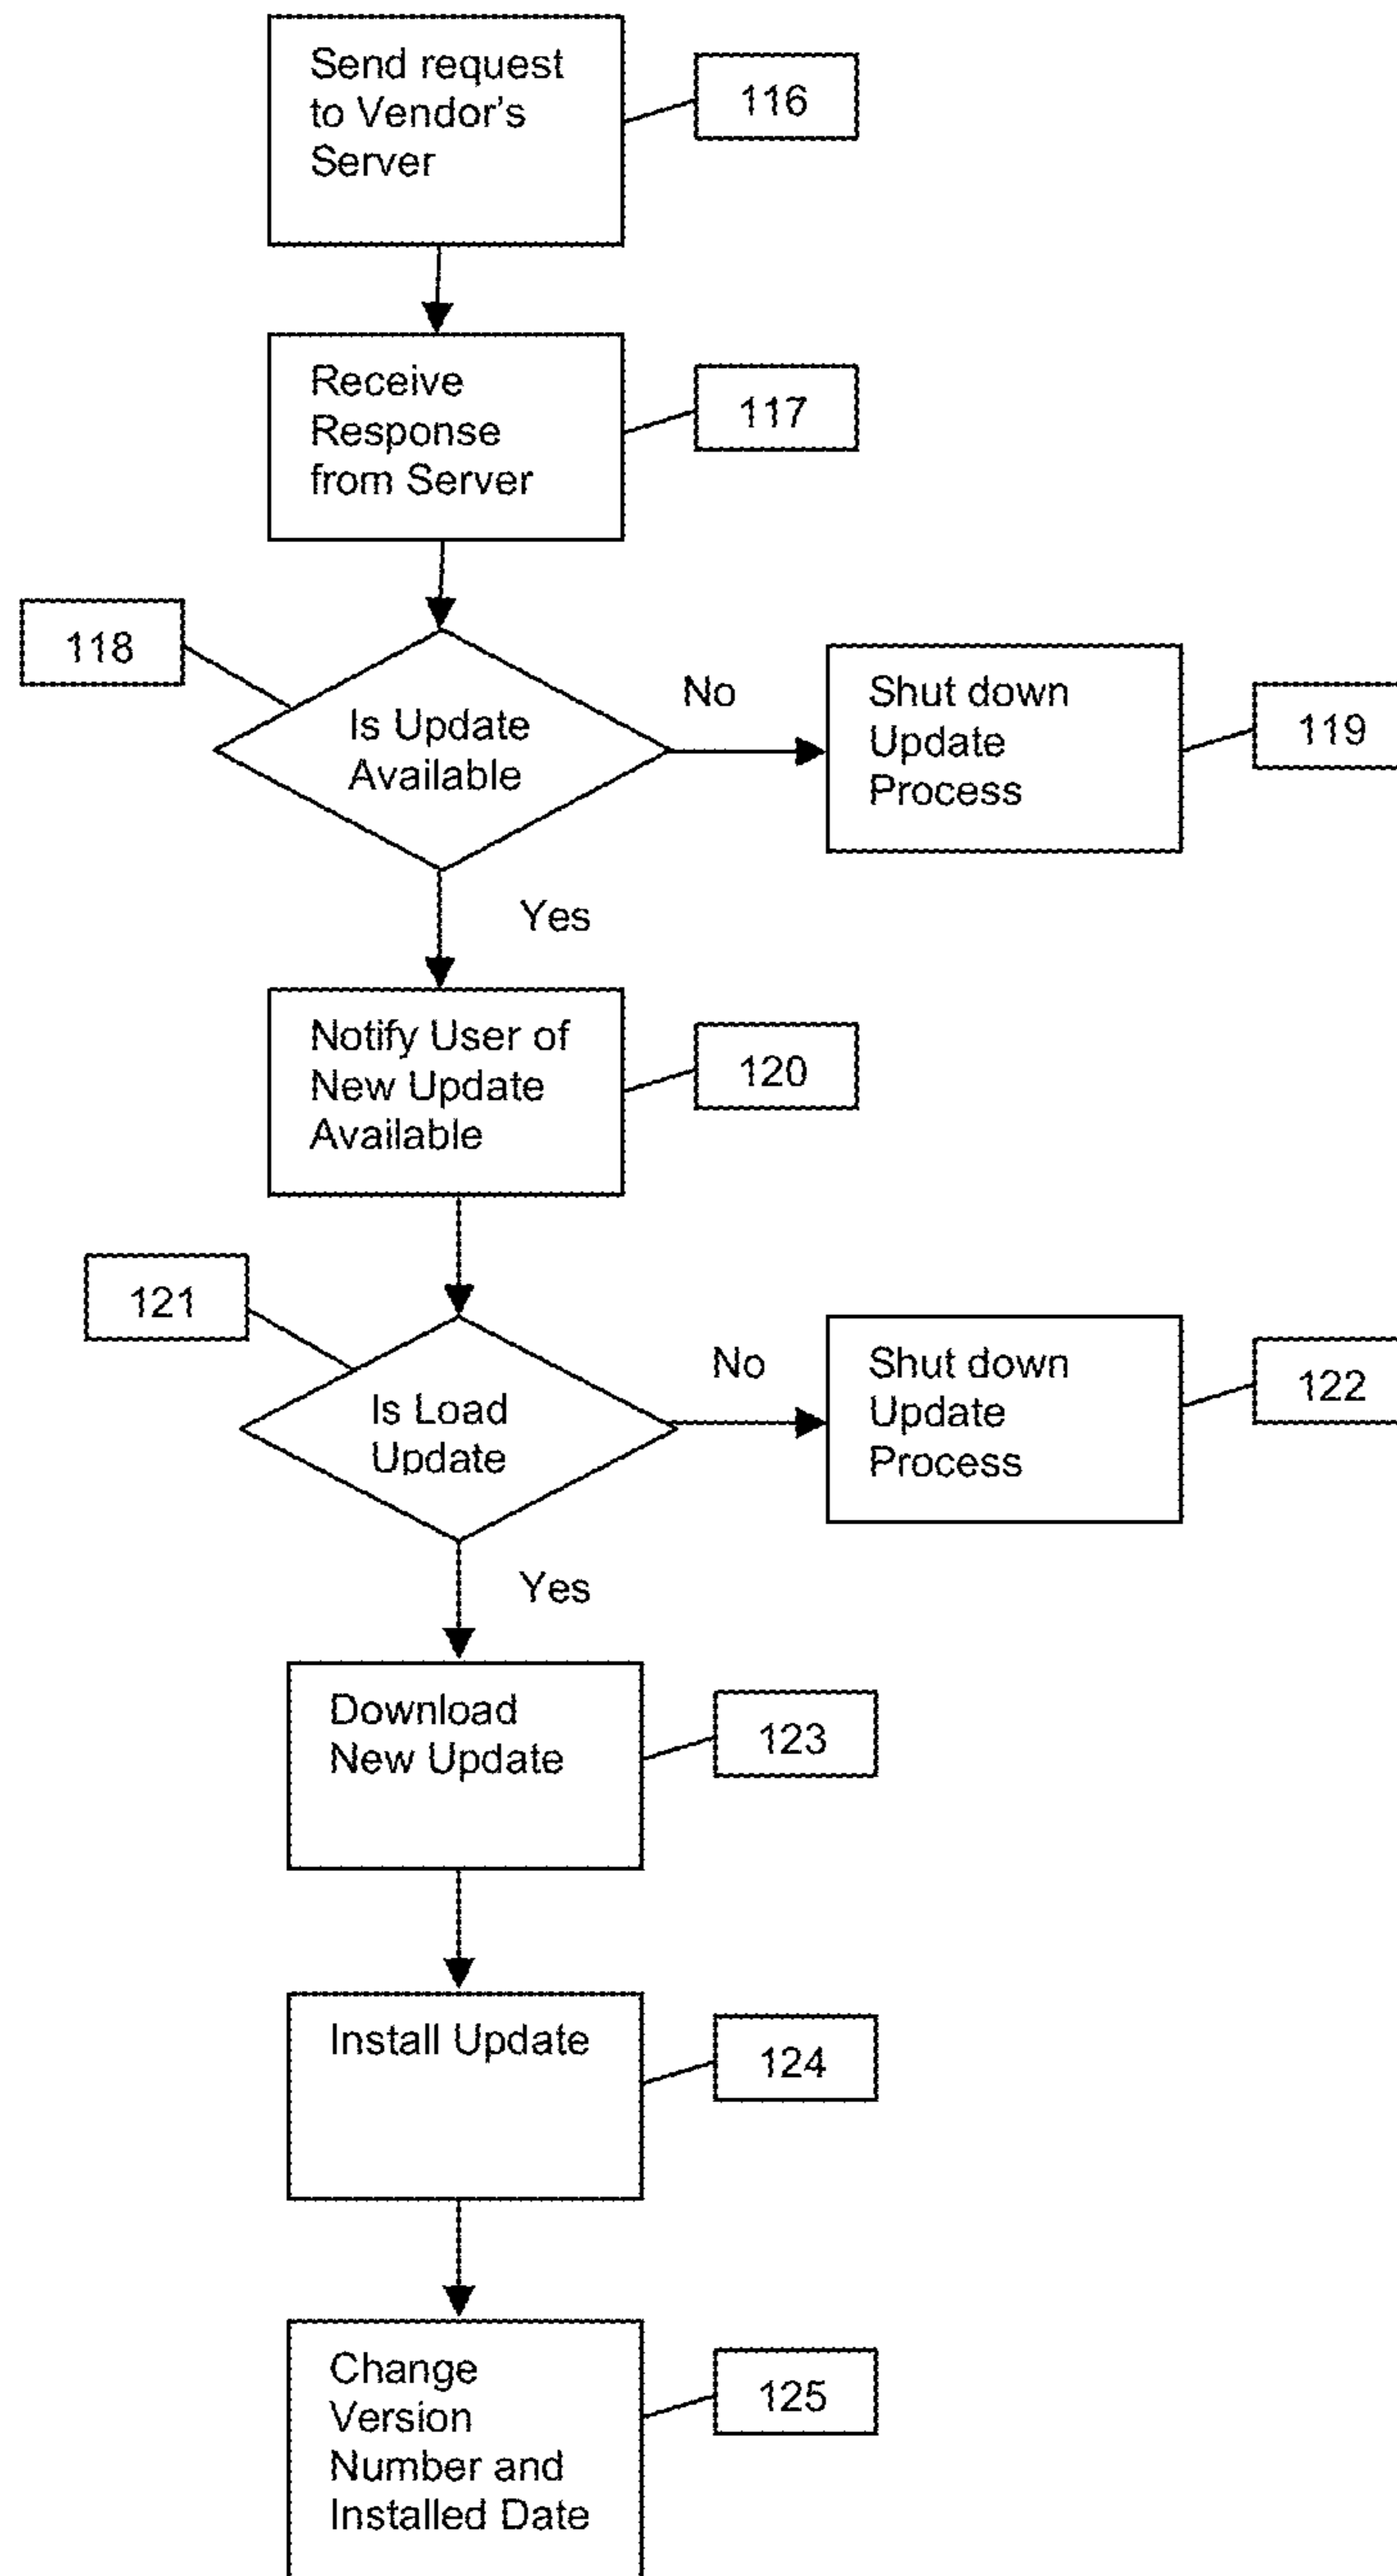 Send request
to Vendor's
Server
116
Receive
Response
from Server
117
118
Is Update
Available
No
Shut down
Update
Process
119
Yes
Notify User of
New Update
Available
120
121
Is Load
Update
No
Shut down
Update
Process
122
Yes
Download
New Update
123
Install Update
124
Change
Version
Number and
Installed Date
125